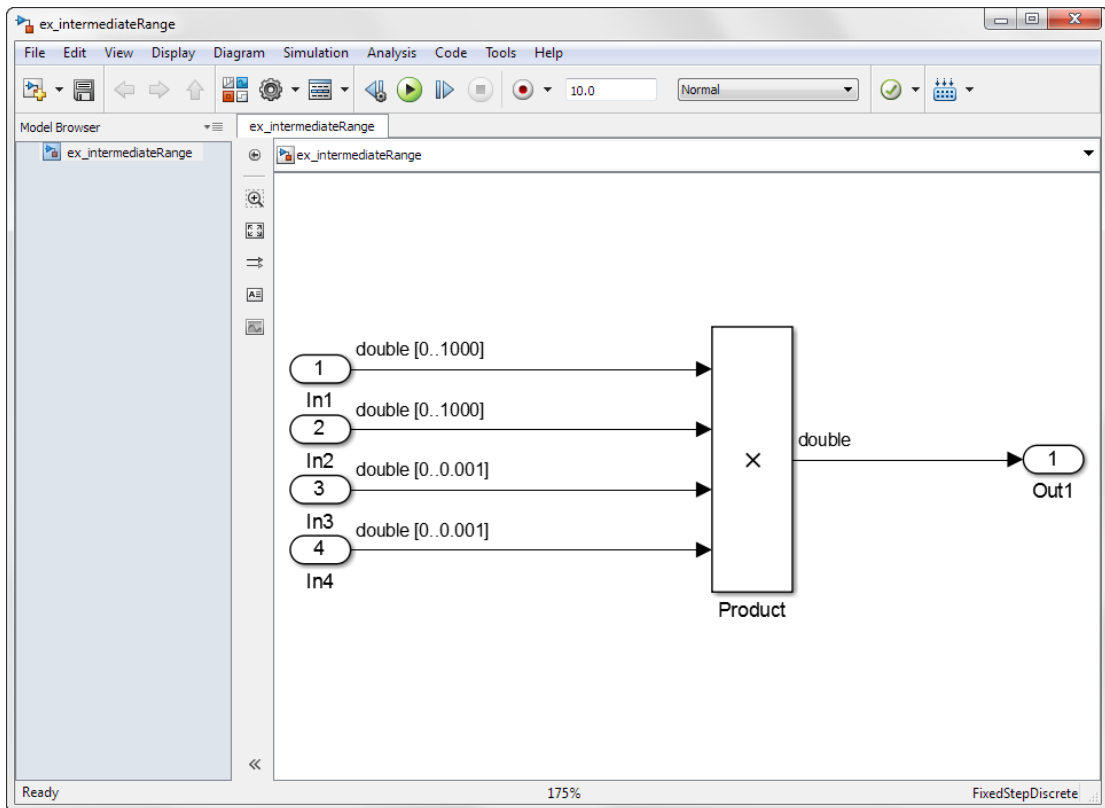 ex_intermediateRange
File Edit View Display Diagram Simulation Analysis Code Tools Help
10.0 Normal
Model Browser ex_intermediateRange
ex_intermediateRange ex_intermediateRange
double [0..1000]
1
In1
double [0..1000]
2
In2
double [0..0.001]
3
In3
double [0..0.001]
4
In4
×
Product
double
1
Out1
Ready 175% FixedStepDiscrete